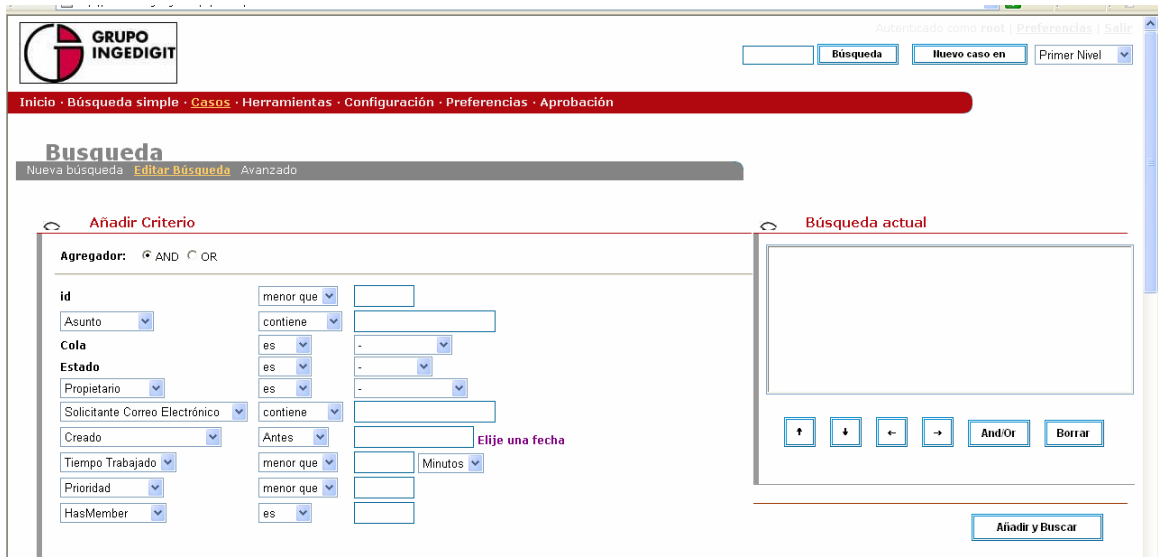 GRUPO
INGEDIGIT
Autenticado como root | Preferencias | Salir
Búsqueda Nuevo caso en Primer Nivel
Inicio · Búsqueda simple · Casos · Herramientas · Configuración · Preferencias · Aprobación
Busqueda
Nueva búsqueda Editar Búsqueda Avanzado
Añadir Criterio
Agregador: AND OR
id menor que
Asunto contiene
Cola es -
Estado es -
Propietario es -
Solicitante Correo Electrónico contiene
Creado Antes Elije una fecha
Tiempo Trabajado menor que Minutos
Prioridad menor que
HasMember es
Búsqueda actual
And/Or Borrar
Añadir y Buscar